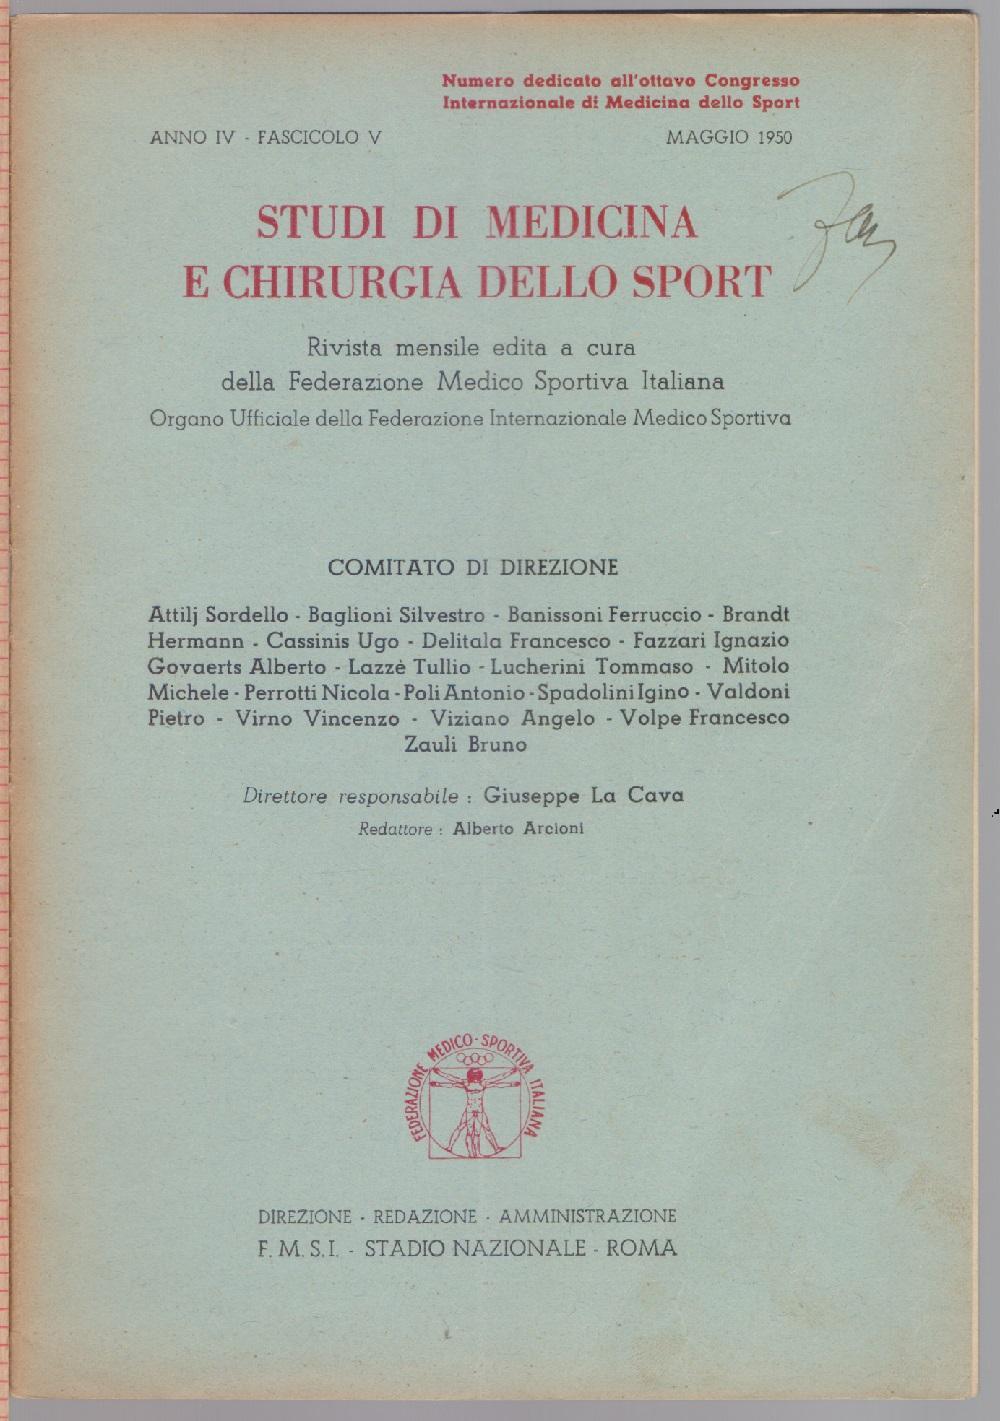 Numero dedicato all'ottavo Congresso
Internazionale di Medicina dello Sport
ANNO IV - FASCICOLO V MAGGIO 1950
STUDI DI MEDICINA
E CHIRURGIA DELLO SPORT
Rivista mensile edita a cura
della Federazione Medico Sportiva Italiana
Organo Ufficiale della Federazione Internazionale Medico Sportiva
COMITATO DI DIREZIONE
Attilj Sordello - Baglioni Silvestro - Banissoni Ferruccio - Brandt
Hermann - Cassinis Ugo - Delitala Francesco - Fazzari Ignazio
Govaerts Alberto - Lazzè Tullio - Lucherini Tommaso - Mitolo
Michele - Perrotti Nicola - Poli Antonio - Spadolini Igino - Valdoni
Pietro - Virno Vincenzo - Viziano Angelo - Volpe Francesco
Zauli Bruno
Direttore responsabile : Giuseppe La Cava
Redattore : Alberto Arcioni
FEDERAZIONE MEDICO-SPORTIVA ITALIANA
DIREZIONE - REDAZIONE - AMMINISTRAZIONE
F. M. S. I. - STADIO NAZIONALE - ROMA